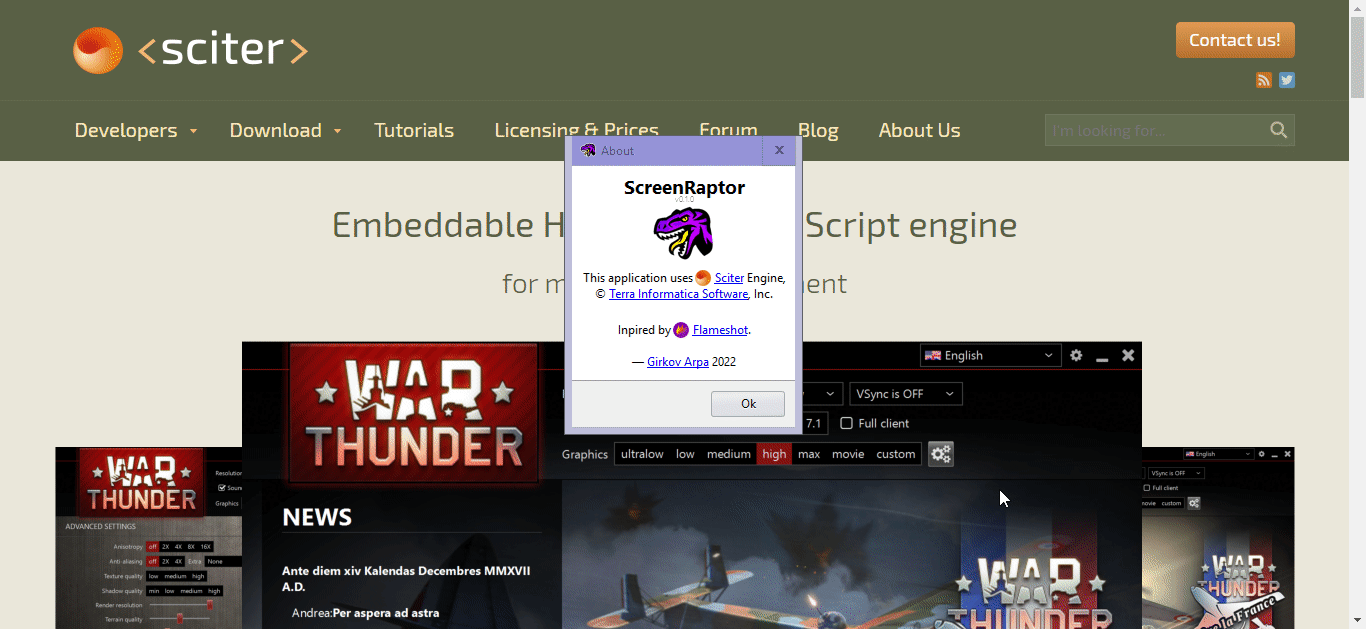 <sciter>
Contact us!
Developers
Download
Tutorials
Licensing & Prices
Forum
Blog
About Us
I'm looking for...
Embeddable H
Script engine
for m
ent
About
ScreenRaptor
v0.1.0
This application uses Sciter Engine,
© Terra Informatica Software, Inc.
Inpired by Flameshot.
— Girkov Arpa 2022
Ok
WAR
THUNDER
English
VSync is OFF
7.1
Full client
Graphics ultralow low medium high max movie custom
NEWS
Ante diem xiv Kalendas Decembres MMXVII
A.D.
Andrea:Per aspera ad astra
WAR
THUNDER
WAR
THUNDER
Resolution
Sound
Graphics
ADVANCED SETTINGS
Anisotropy off 2X 4X 8X 16X
Anti-aliasing off 2X 4X Extra None
Texture quality low medium high
Shadow quality min low medium high
Render resolution
Terrain quality
English
VSync is OFF
Full client
movie custom
WAR
THUNDER